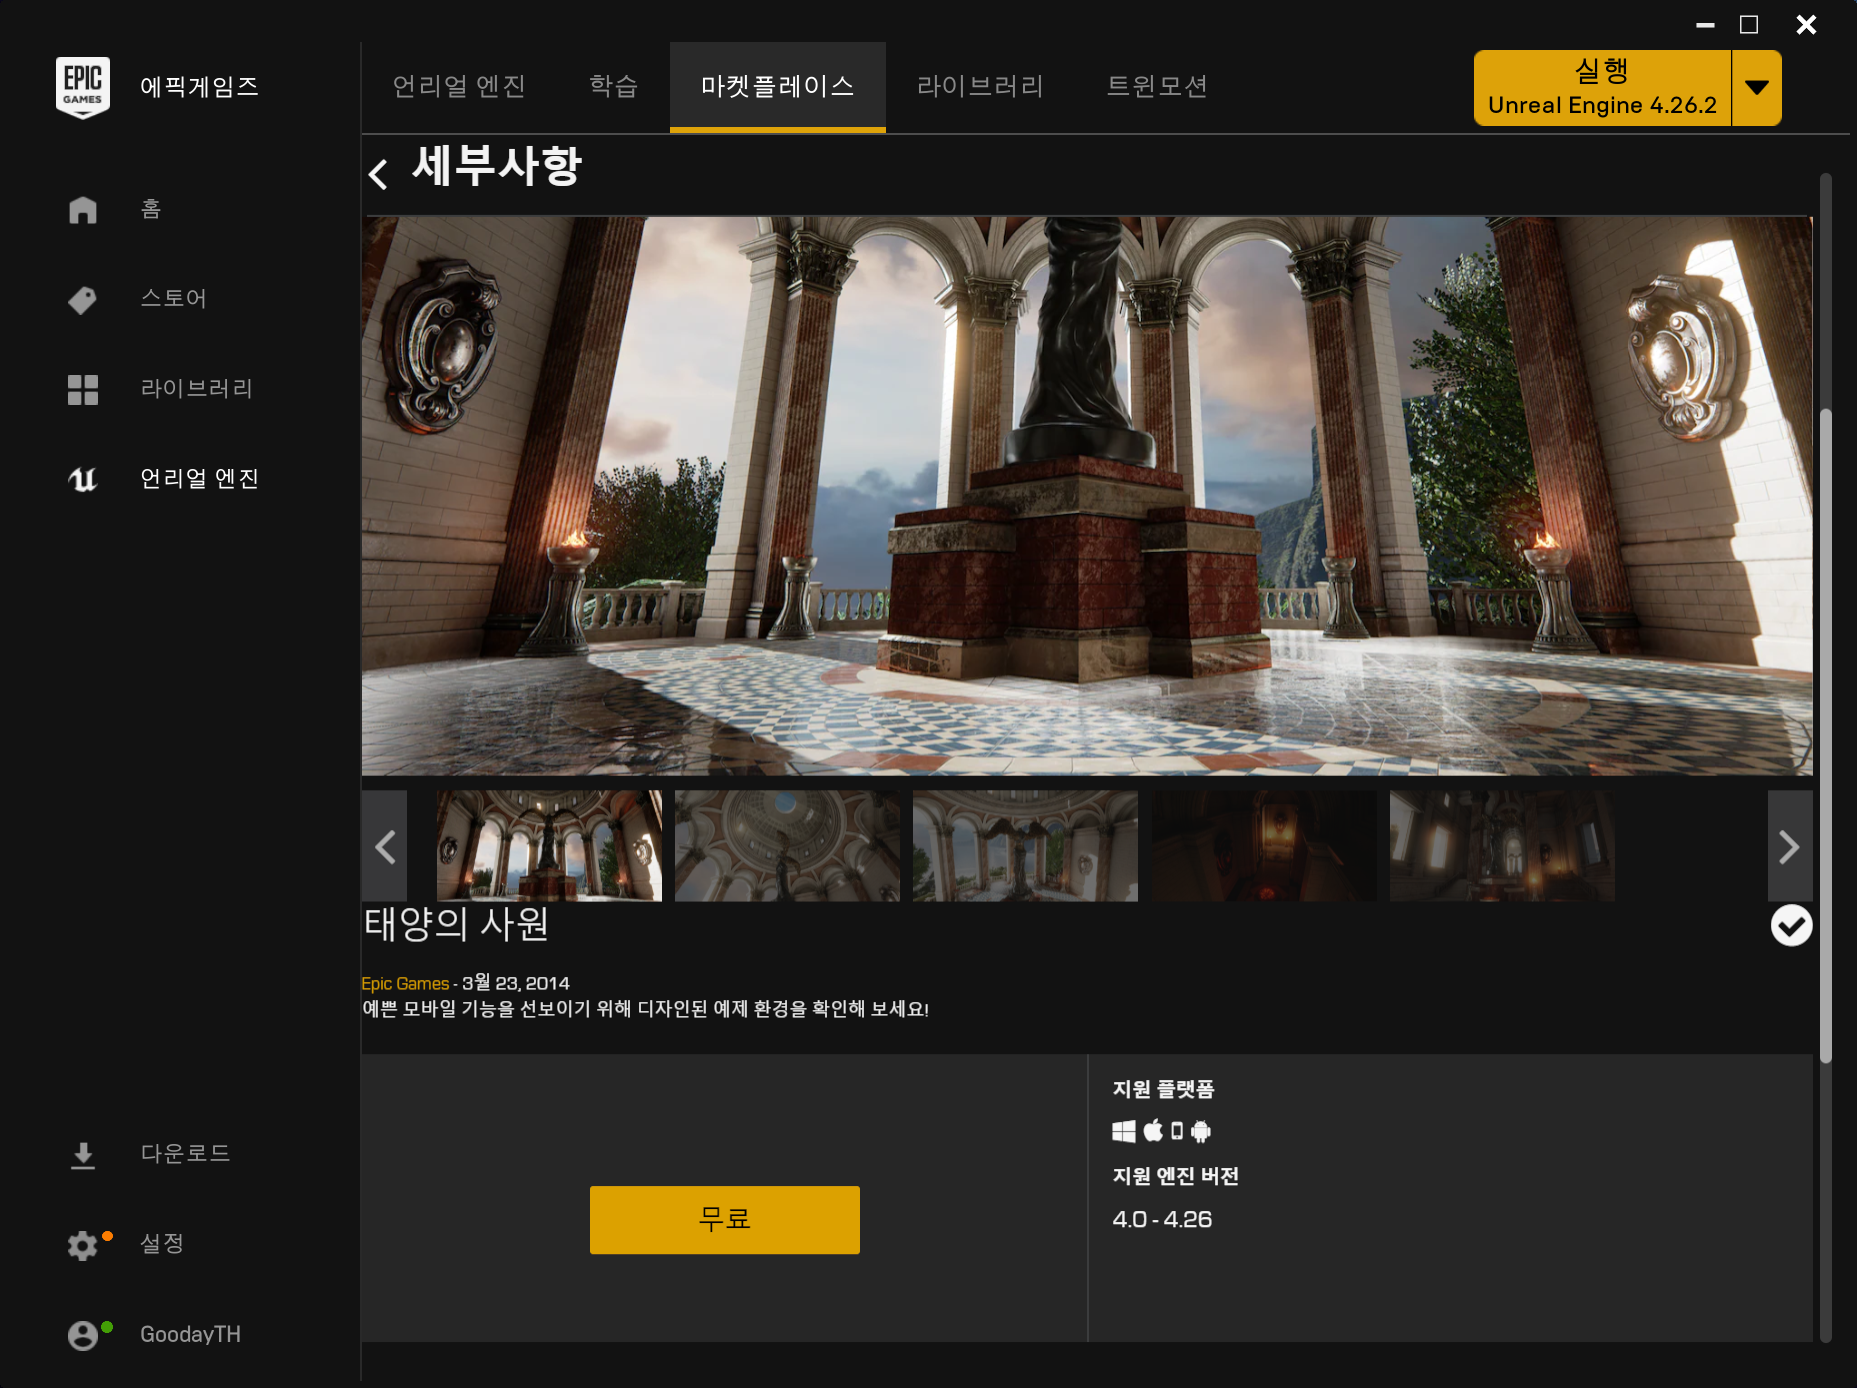 EPIC
GAMES
에픽게임즈
언리얼 엔진
학습
마켓플레이스
라이브러리
트윈모션
실행
Unreal Engine 4.26.2
세부사항
홈
스토어
라이브러리
언리얼 엔진
태양의 사원
Epic Games - 3월 23, 2014
예쁜 모바일 기능을 선보이기 위해 디자인된 예제 환경을 확인해 보세요!
무료
지원 플랫폼
지원 엔진 버전
4.0 - 4.26
다운로드
설정
GoodayTH